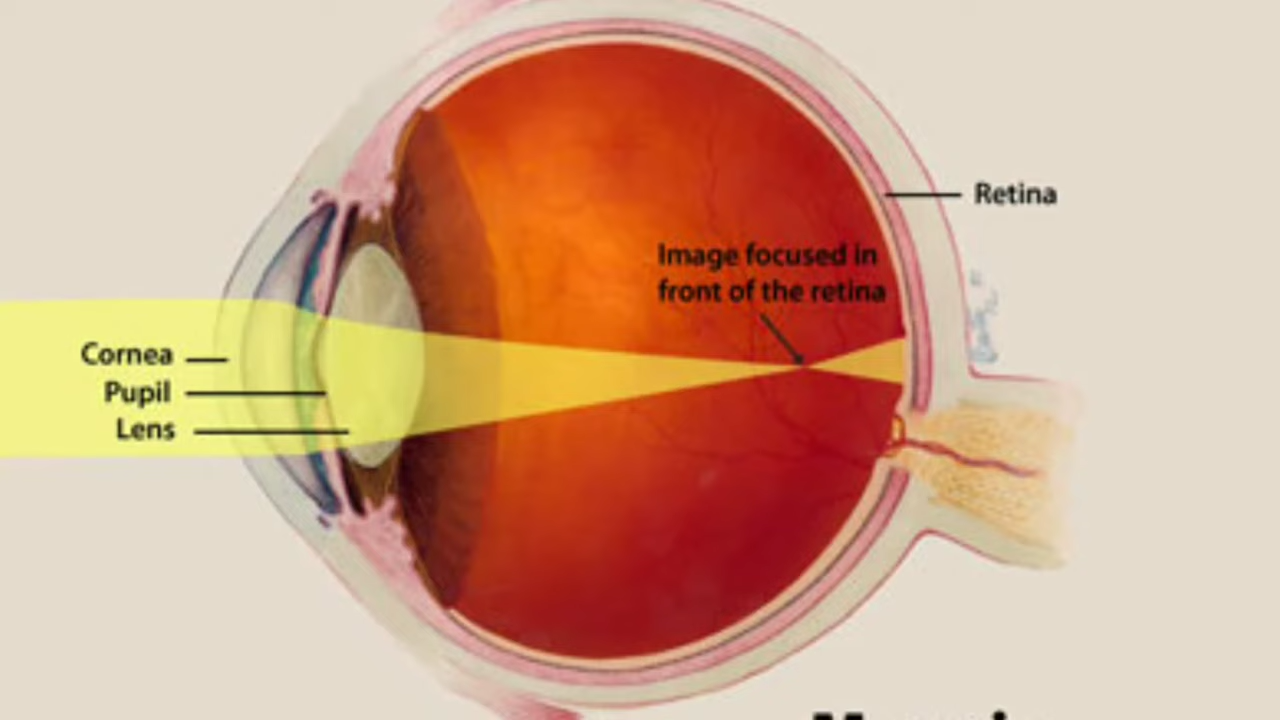 Retina
Image focused in
front of the retina
Cornea
Pupil
Lens